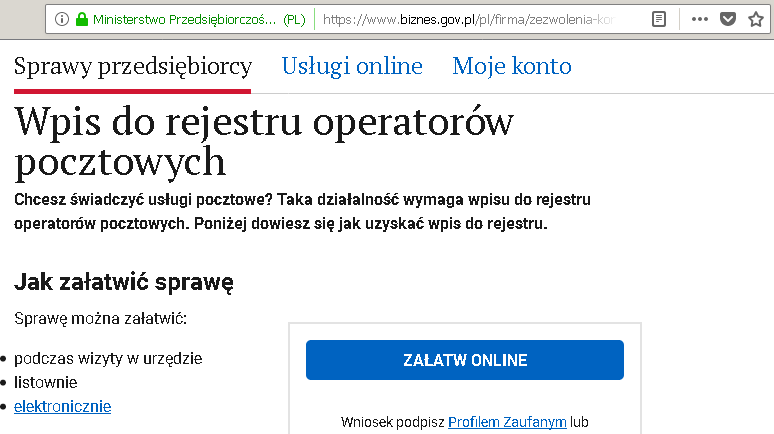 Ministerstwo Przedsiębiorczoś... (PL) https://www.biznes.gov.pl/pl/firma/zezwolenia-kon
Sprawy przedsiębiorcy Usługi online Moje konto
Wpis do rejestru operatorów
pocztowych
Chcesz świadczyć usługi pocztowe? Taka działalność wymaga wpisu do rejestru
operatorów pocztowych. Poniżej dowiesz się jak uzyskać wpis do rejestru.
Jak załatwić sprawę
Sprawę można załatwić:
podczas wizyty w urzędzie
listownie
elektronicznie
ZAŁATW ONLINE
Wniosek podpisz Profilem Zaufanym lub